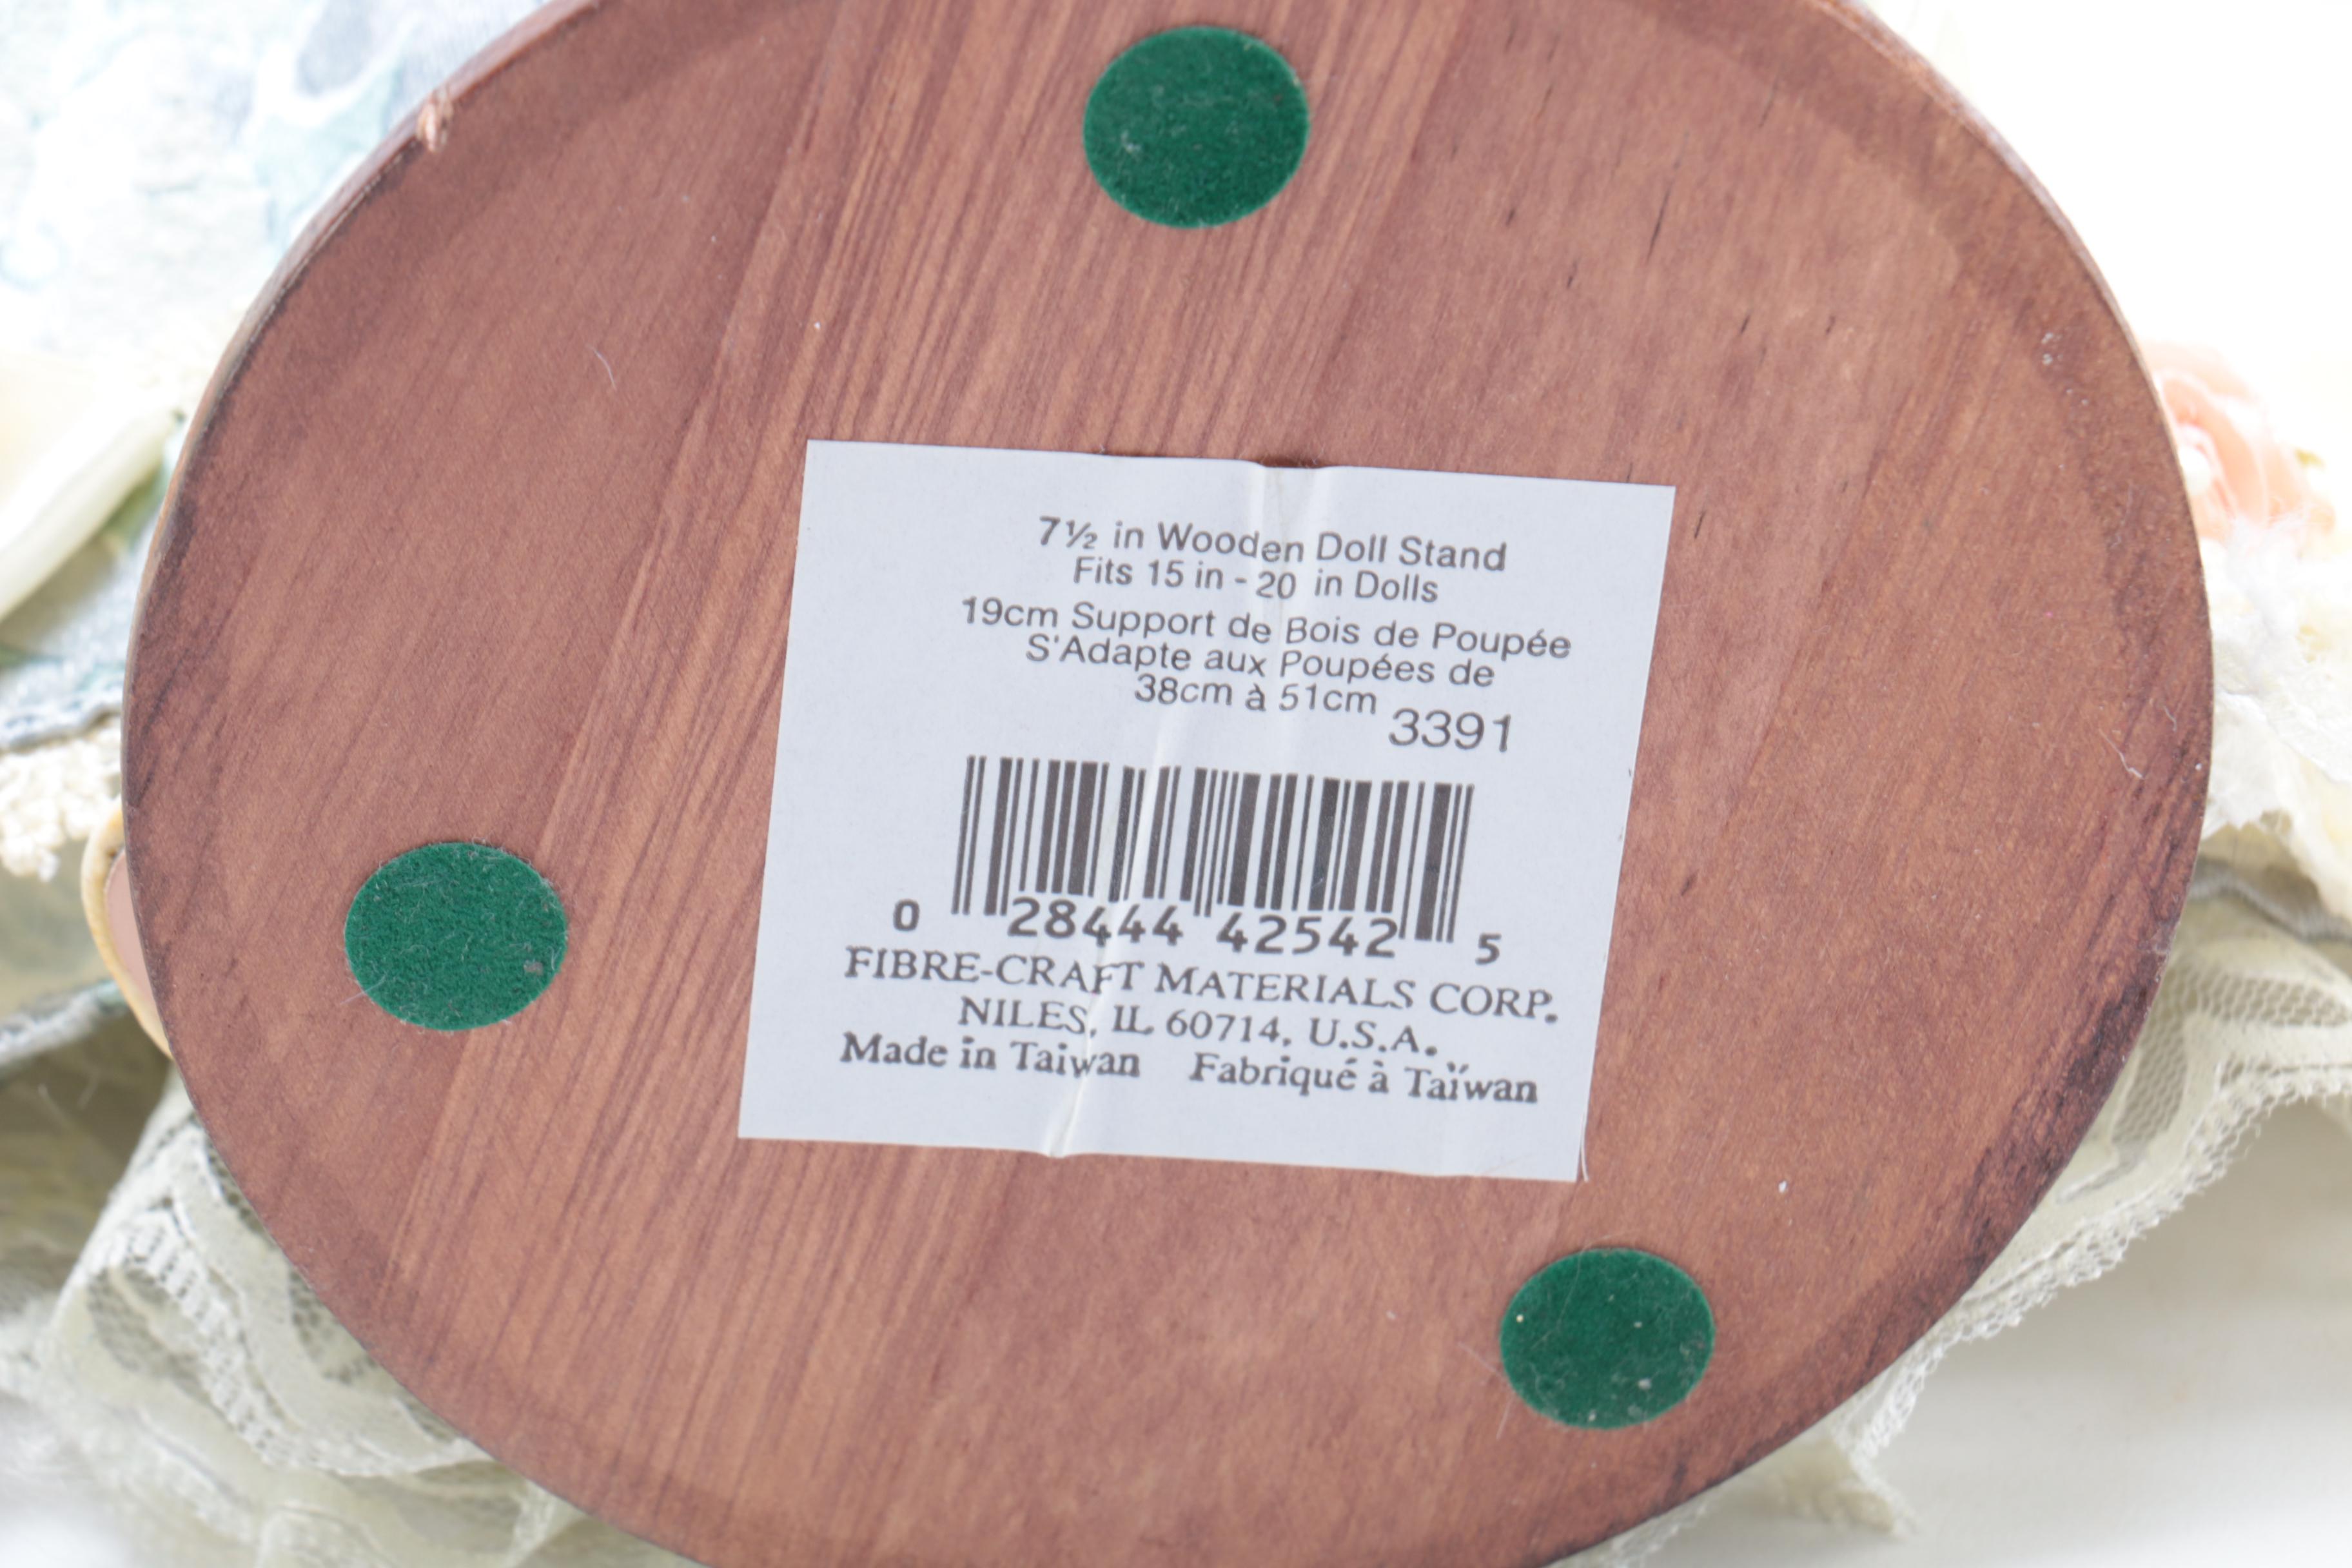 7½ in Wooden Doll Stand
Fits 15 in - 20 in Dolls
19cm Support de Bois de Poupée
S'Adapte aux Poupées de
38cm à 51cm
3391
0 28444 42542 5
FIBRE-CRAFT MATERIALS CORP.
NILES, IL 60714, U.S.A.
Made in Taiwan Fabriqué à Taïwan